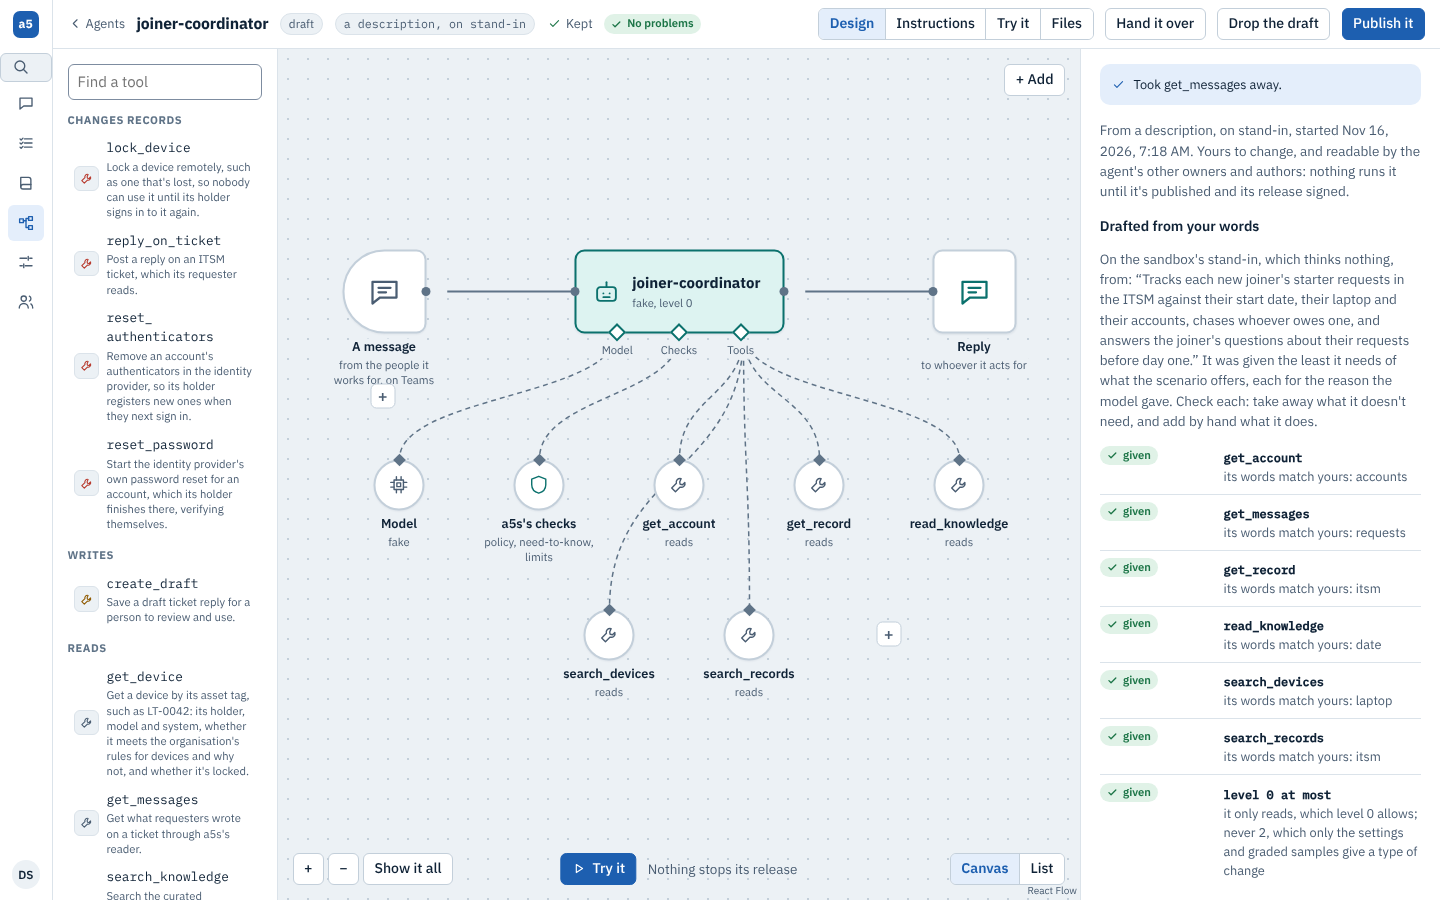 a5
Agents
joiner-coordinator
draft
a description, on stand-in
Kept
No problems
Design
Instructions
Try it
Files
Hand it over
Drop the draft
Publish it
Find a tool
CHANGES RECORDS
lock_device
Lock a device remotely, such
as one that's lost, so nobody
can use it until its holder
signs in to it again.
reply_on_ticket
Post a reply on an ITSM
ticket, which its requester
reads.
reset_
authenticators
Remove an account's
authenticators in the identity
provider, so its holder
registers new ones when
they next sign in.
reset_password
Start the identity provider's
own password reset for an
account, which its holder
finishes there, verifying
themselves.
WRITES
create_draft
Save a draft ticket reply for a
person to review and use.
READS
get_device
Get a device by its asset tag,
such as LT-0042: its holder,
model and system, whether
it meets the organisation's
rules for devices and why
not, and whether it's locked.
get_messages
Get what requesters wrote
on a ticket through a5s's
reader.
search_knowledge
Search the curated
DS
+ Add
A message
from the people it
works for, on Teams
+
joiner-coordinator
fake, level 0
Model
Checks
Tools
Reply
to whoever it acts for
Model
fake
a5s's checks
policy, need-to-know,
limits
get_account
reads
get_record
reads
read_knowledge
reads
search_devices
reads
search_records
reads
+
+
−
Show it all
Try it
Nothing stops its release
Canvas
List
React Flow
Took get_messages away.
From a description, on stand-in, started Nov 16,
2026, 7:18 AM. Yours to change, and readable by the
agent's other owners and authors: nothing runs it
until it's published and its release signed.
Drafted from your words
On the sandbox's stand-in, which thinks nothing,
from: “Tracks each new joiner's starter requests in
the ITSM against their start date, their laptop and
their accounts, chases whoever owes one, and
answers the joiner's questions about their requests
before day one.” It was given the least it needs of
what the scenario offers, each for the reason the
model gave. Check each: take away what it doesn't
need, and add by hand what it does.
given
get_account
its words match yours: accounts
given
get_messages
its words match yours: requests
given
get_record
its words match yours: itsm
given
read_knowledge
its words match yours: date
given
search_devices
its words match yours: laptop
given
search_records
its words match yours: itsm
given
level 0 at most
it only reads, which level 0 allows;
never 2, which only the settings
and graded samples give a type of
change